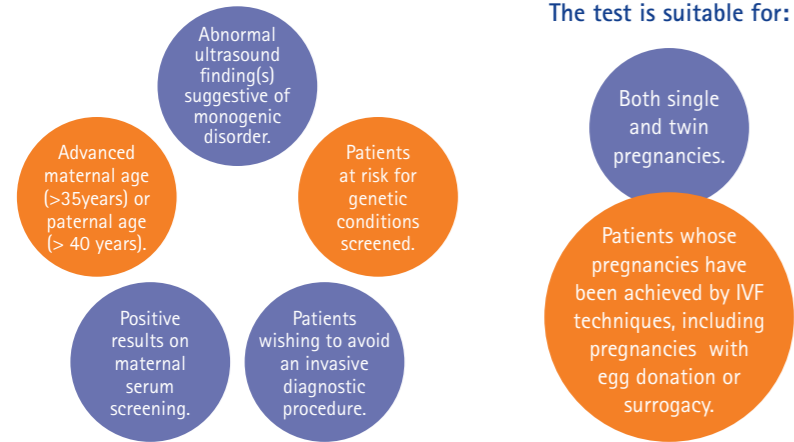 Abnormal
ultrasound
finding(s)
suggestive of
monogenic
disorder.
Advanced
maternal age
(>35years) or
paternal age
(> 40 years).
Patients
at risk for
genetic
conditions
screened.
Positive
results on
maternal
serum
screening.
Patients
wishing to avoid
an invasive
diagnostic
procedure.
The test is suitable for:
Both single
and twin
pregnancies.
Patients whose
pregnancies have
been achieved by IVF
techniques, including
pregnancies with
egg donation or
surrogacy.